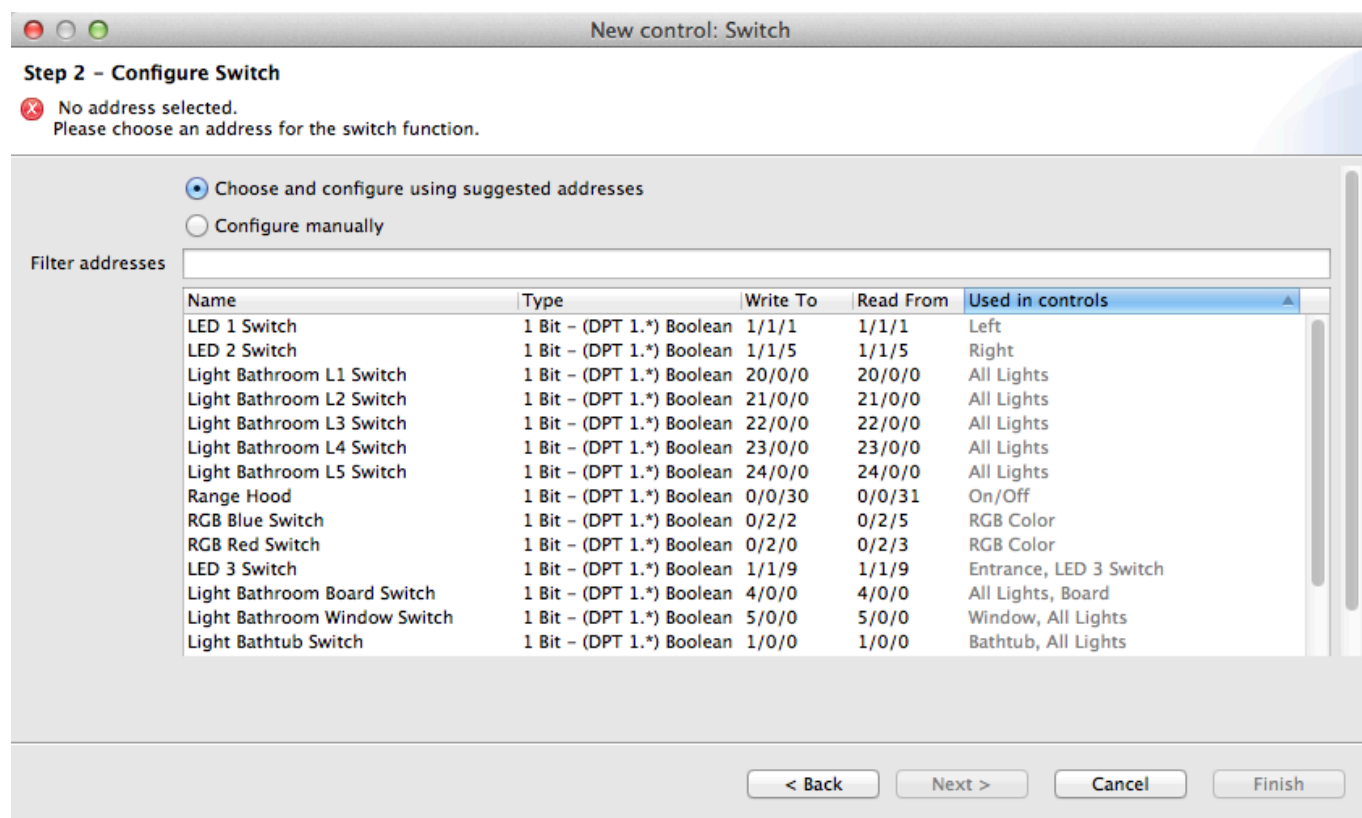 New control: Switch
Step 2 – Configure Switch
No address selected.
Please choose an address for the switch function.
Choose and configure using suggested addresses
Configure manually
Filter addresses
Name Type Write To Read From Used in controls
LED 1 Switch 1 Bit – (DPT 1.*) Boolean 1/1/1 1/1/1 Left
LED 2 Switch 1 Bit – (DPT 1.*) Boolean 1/1/5 1/1/5 Right
Light Bathroom L1 Switch 1 Bit – (DPT 1.*) Boolean 20/0/0 20/0/0 All Lights
Light Bathroom L2 Switch 1 Bit – (DPT 1.*) Boolean 21/0/0 21/0/0 All Lights
Light Bathroom L3 Switch 1 Bit – (DPT 1.*) Boolean 22/0/0 22/0/0 All Lights
Light Bathroom L4 Switch 1 Bit – (DPT 1.*) Boolean 23/0/0 23/0/0 All Lights
Light Bathroom L5 Switch 1 Bit – (DPT 1.*) Boolean 24/0/0 24/0/0 All Lights
Range Hood 1 Bit – (DPT 1.*) Boolean 0/0/30 0/0/31 On/Off
RGB Blue Switch 1 Bit – (DPT 1.*) Boolean 0/2/2 0/2/5 RGB Color
RGB Red Switch 1 Bit – (DPT 1.*) Boolean 0/2/0 0/2/3 RGB Color
LED 3 Switch 1 Bit – (DPT 1.*) Boolean 1/1/9 1/1/9 Entrance, LED 3 Switch
Light Bathroom Board Switch 1 Bit – (DPT 1.*) Boolean 4/0/0 4/0/0 All Lights, Board
Light Bathroom Window Switch 1 Bit – (DPT 1.*) Boolean 5/0/0 5/0/0 Window, All Lights
Light Bathtub Switch 1 Bit – (DPT 1.*) Boolean 1/0/0 1/0/0 Bathtub, All Lights
< Back Next > Cancel Finish